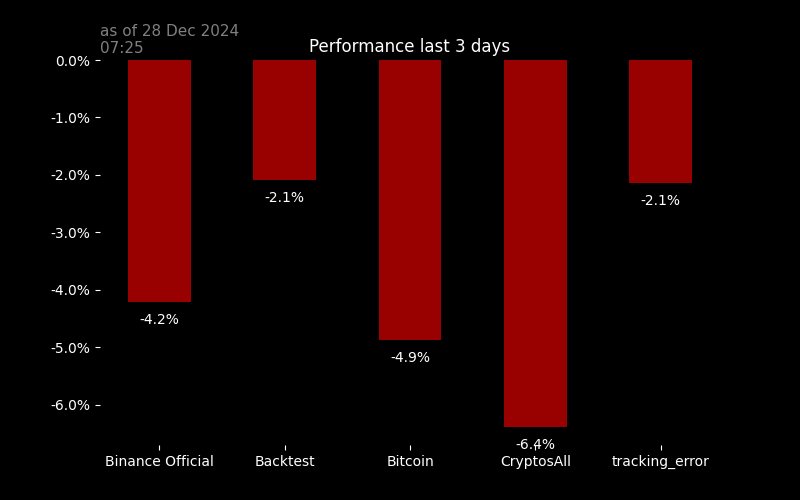 as of 28 Dec 2024
07:25
Performance last 3 days
0.0%
-1.0%
-2.0%
-3.0%
-4.0%
-5.0%
-6.0%
-4.2%
-2.1%
-4.9%
-6.4%
-2.1%
Binance Official
Backtest
Bitcoin
CryptosAll
tracking_error